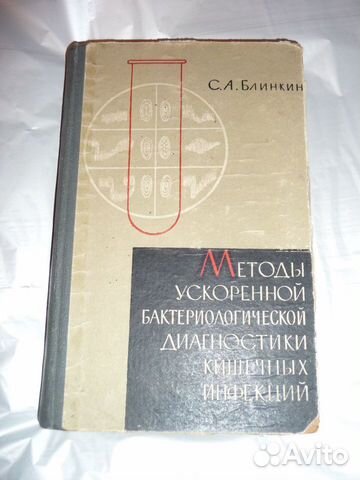 С.А.Блинкин
Методы
ускоренной
бактериологической
диагностики
кишечных
инфекций
Avito